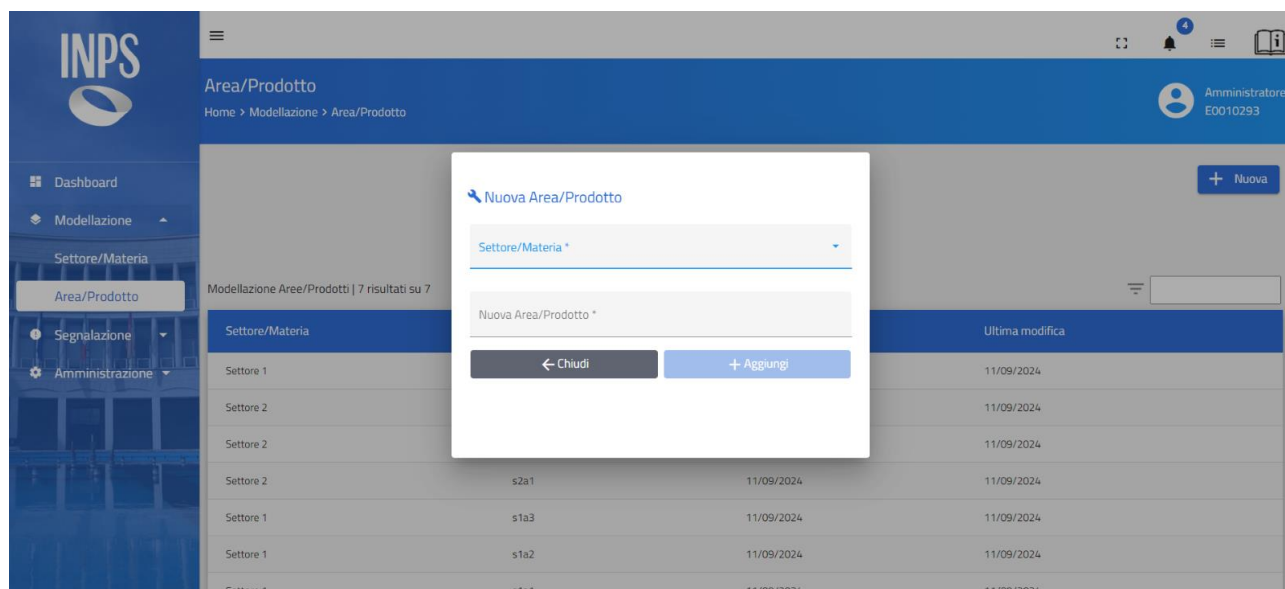 INPS
4
Area/Prodotto
Home > Modellazione > Area/Prodotto
Amministratore
E0010293
Dashboard
Modellazione
Settore/Materia
Area/Prodotto
Segnalazione
Amministrazione
+ Nuova
Nuova Area/Prodotto
Settore/Materia *
Nuova Area/Prodotto *
Chiudi
+ Aggiungi
Modellazione Aree/Prodotti | 7 risultati su 7
Settore/Materia Ultima modifica
Settore 1 11/09/2024
Settore 2 11/09/2024
Settore 2 11/09/2024
Settore 2 s2a1 11/09/2024 11/09/2024
Settore 1 s1a3 11/09/2024 11/09/2024
Settore 1 s1a2 11/09/2024 11/09/2024